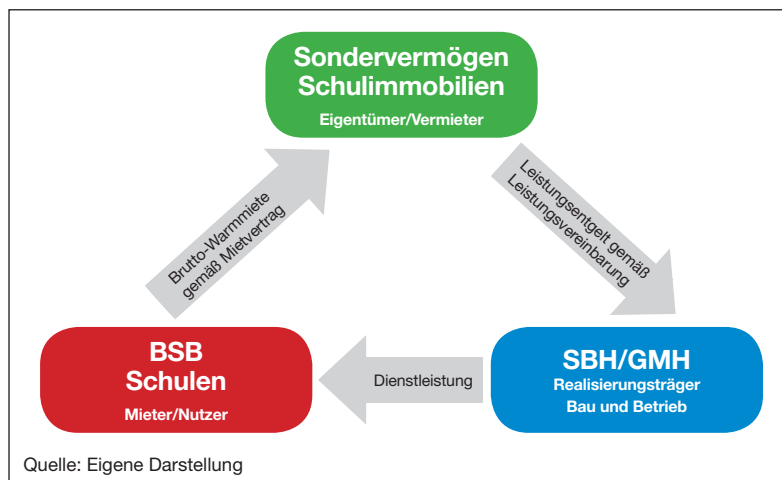 Sondervermögen
Schulimmobilien
Eigentümer/Vermieter
Brutto-Warmmiete
gemäß Mietvertrag
Leistungsentgelt gemäß
Leistungsvereinbarung
BSB
Schulen
Mieter/Nutzer
Dienstleistung
SBH/GMH
Realisierungsträger
Bau und Betrieb
Quelle: Eigene Darstellung